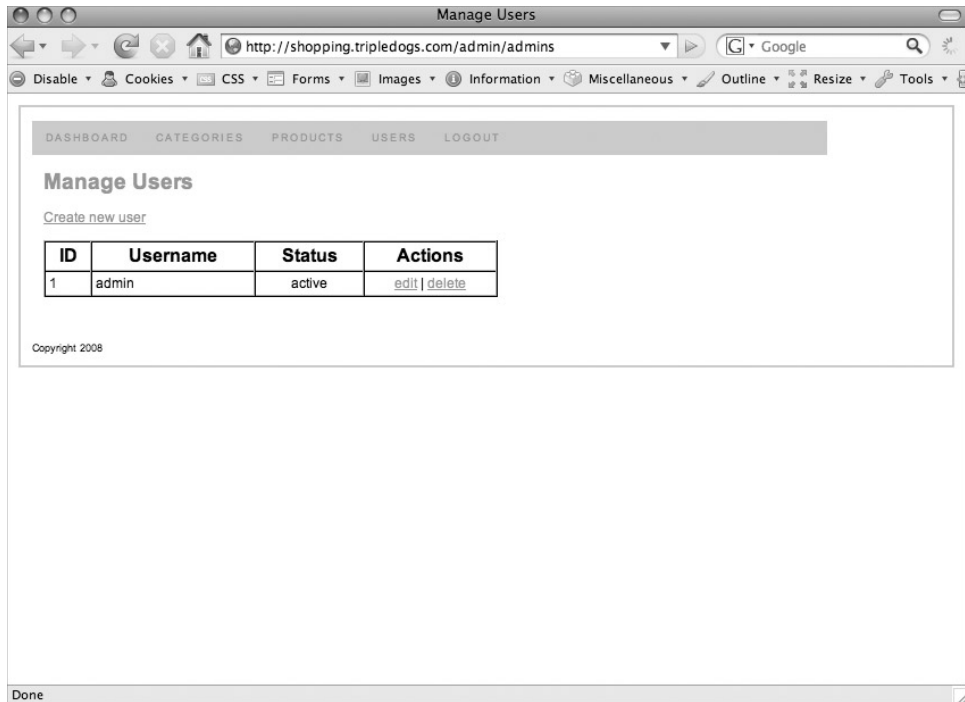 Manage Users
http://shopping.tripledogs.com/admin/admins
G Google
Disable Cookies CSS Forms Images Information Miscellaneous Outline Resize Tools
DASHBOARD CATEGORIES PRODUCTS USERS LOGOUT
Manage Users
Create new user
ID Username Status Actions
1 admin active edit | delete
Copyright 2008
Done